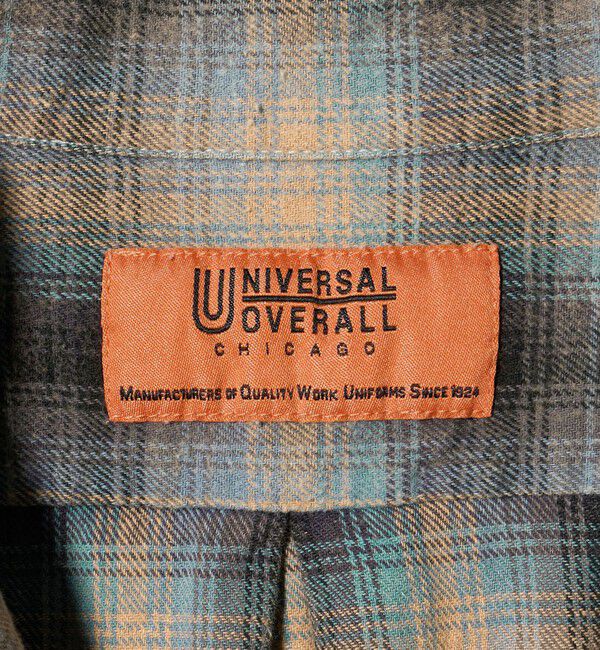 UNIVERSAL
OVERALL
CHICAGO
MANUFACTURERS OF QUALITY WORK UNIFORMS SINCE 1924